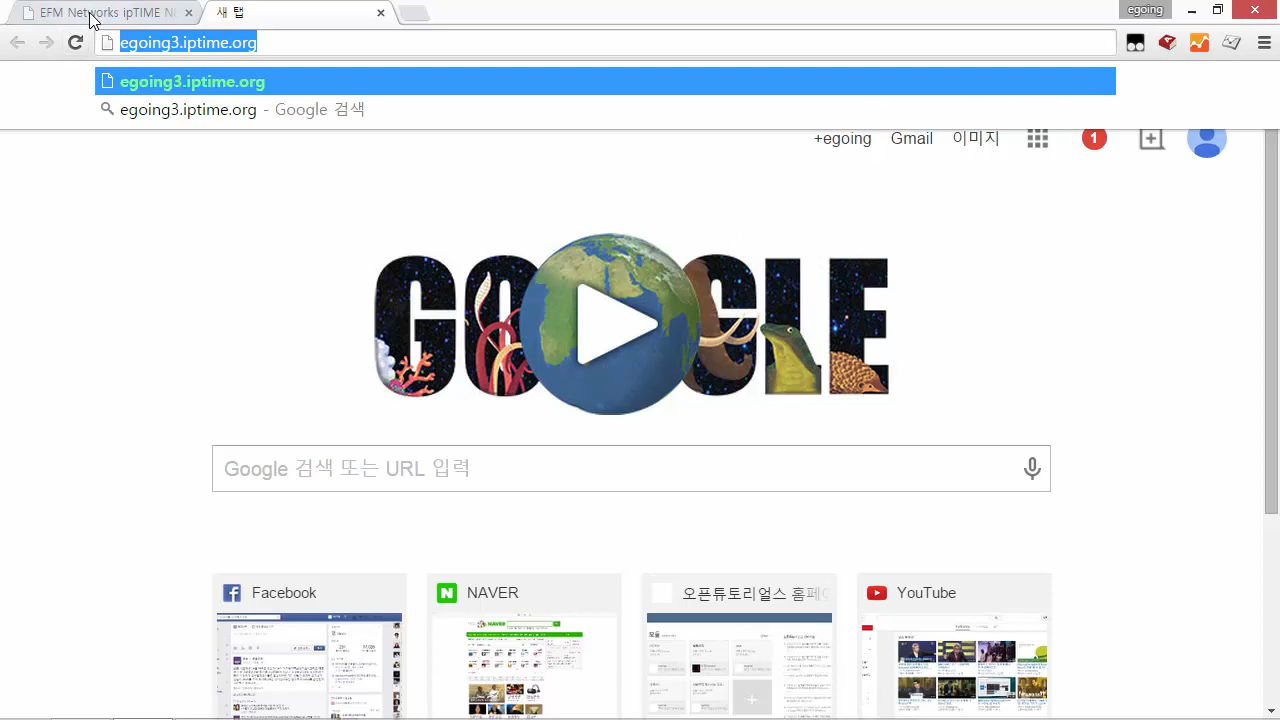 EFM Networks ipTIME N
새 탭
egoing
egoing3.iptime.org
egoing3.iptime.org
egoing3.iptime.org - Google 검색
+egoing Gmail 이미지 1
GOOGLE
Google 검색 또는 URL 입력
Facebook
NAVER
오픈튜토리얼스 홈페
YouTube